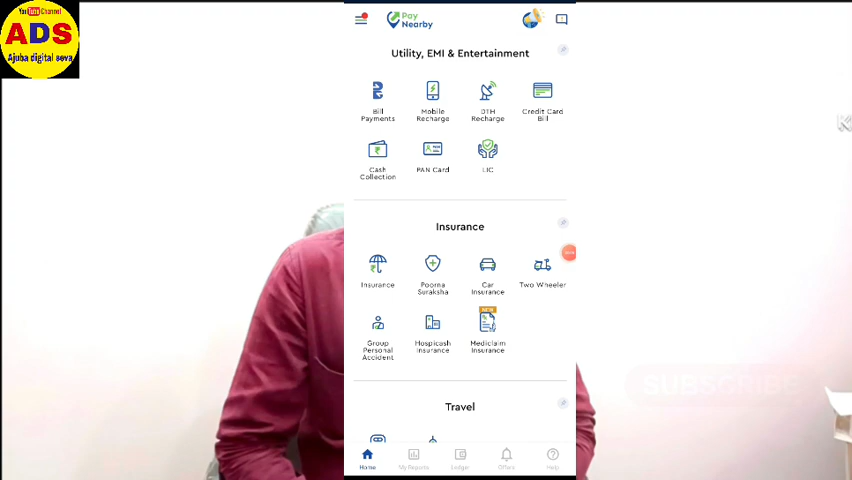 YouTube Channel
ADS
Ajuba digital seva
Pay
Nearby
Utility, EMI & Entertainment
Bill
Payments
Mobile
Recharge
DTH
Recharge
Credit Card
Bill
Cash
Collection
PAN Card
LIC
Insurance
Insurance
Poorna
Suraksha
Car
Insurance
Two Wheeler
NEW
Group
Personal
Accident
Hospicash
Insurance
Mediclaim
Insurance
Travel
Home
My Reports
Ledger
Offers
Help
SUBSCRIBE
K